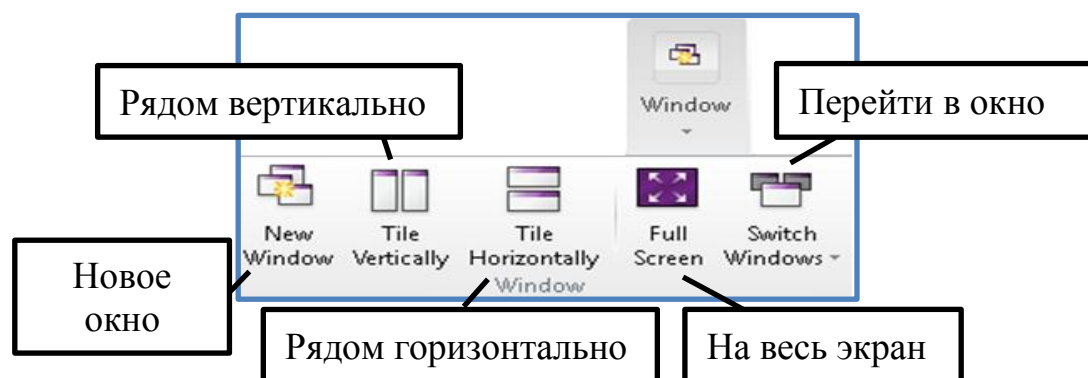 Window
Рядом вертикально
Перейти в окно
New
Window
Tile
Vertically
Tile
Horizontally
Full
Screen
Switch
Windows
Window
Новое
окно
Рядом горизонтально
На весь экран